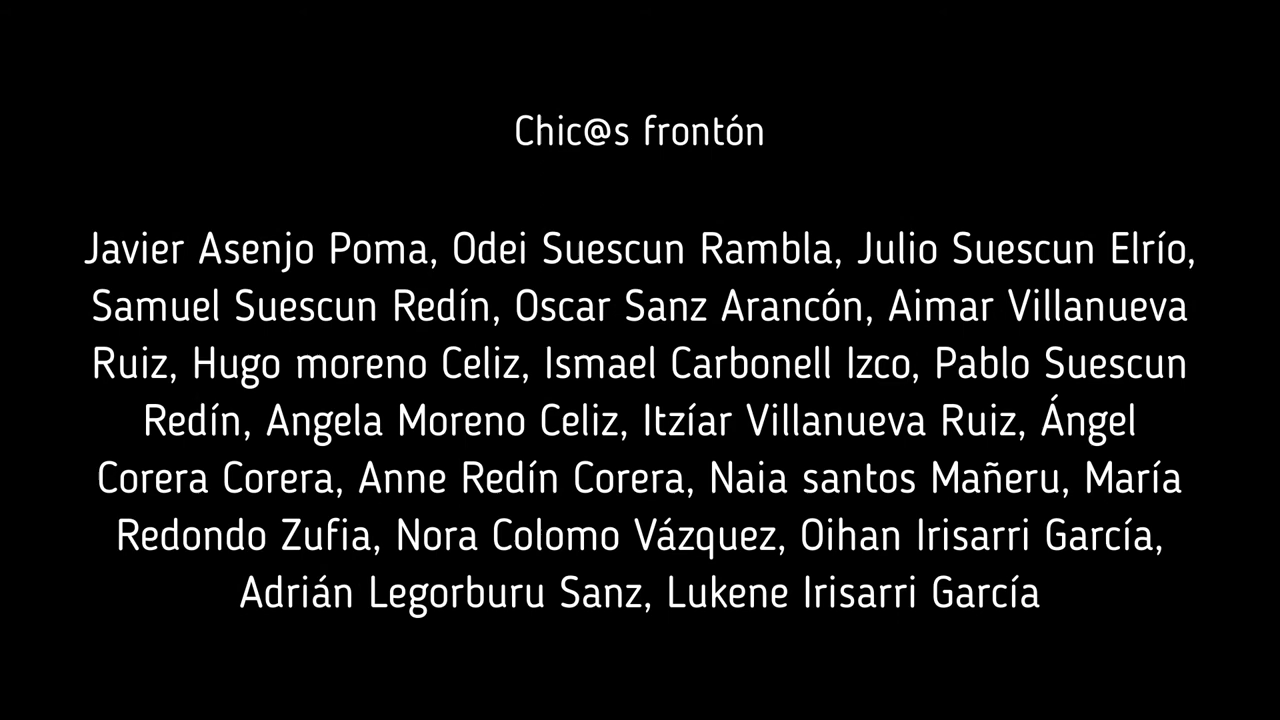 Chic@s frontón
Javier Asenjo Poma, Odei Suescun Rambla, Julio Suescun Elrío,
Samuel Suescun Redín, Oscar Sanz Arancón, Aimar Villanueva
Ruiz, Hugo moreno Celiz, Ismael Carbonell Izco, Pablo Suescun
Redín, Angela Moreno Celiz, Itzíar Villanueva Ruiz, Ángel
Corera Corera, Anne Redín Corera, Naia santos Mañeru, María
Redondo Zufia, Nora Colomo Vázquez, Oihan Irisarri García,
Adrián Legorburu Sanz, Lukene Irisarri García